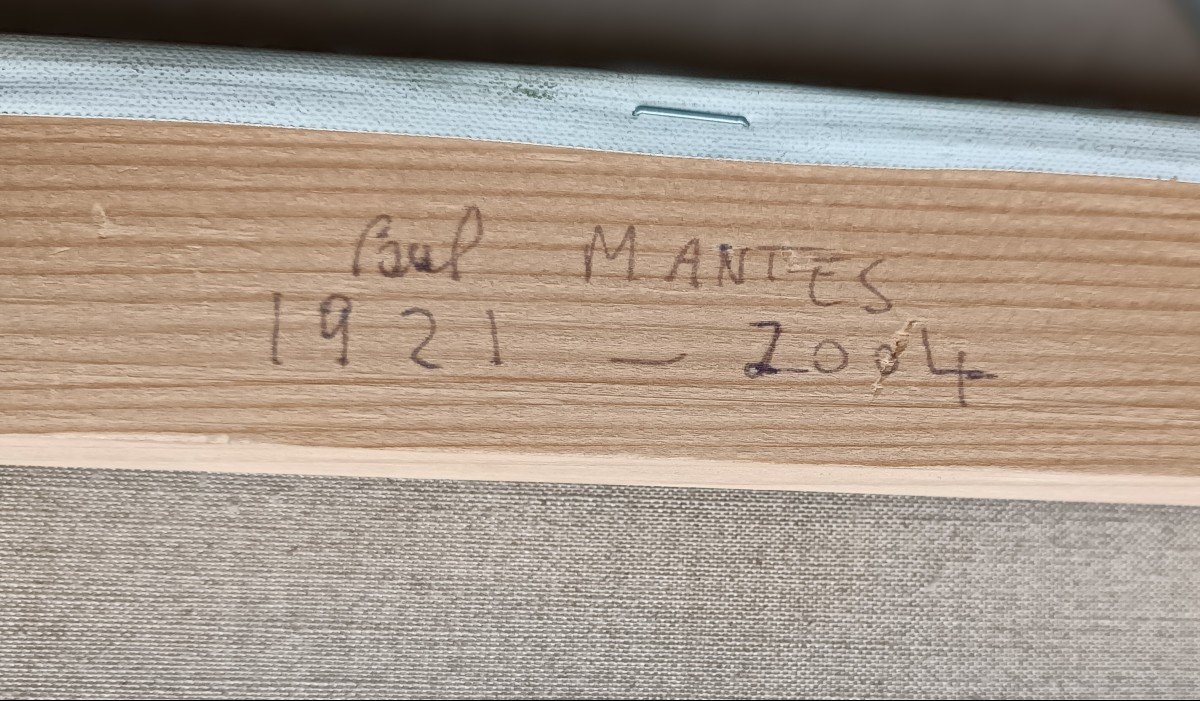 Paul MANTES
1921 – 2004